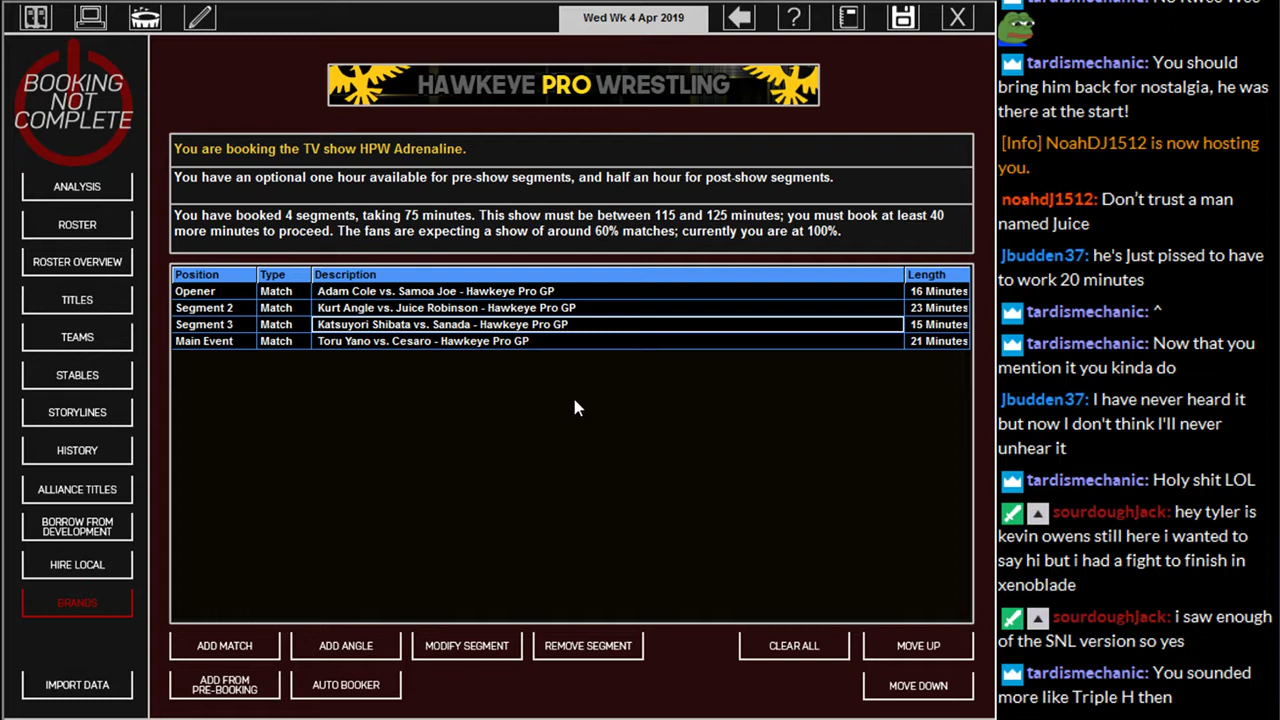 Wed Wk 4 Apr 2019
?
X
BOOKING
NOT
COMPLETE
ANALYSIS
ROSTER
ROSTER OVERVIEW
TITLES
TEAMS
STABLES
STORYLINES
HISTORY
ALLIANCE TITLES
BORROW FROM
DEVELOPMENT
HIRE LOCAL
BRANDS
IMPORT DATA
HAWKEYE PRO WRESTLING
You are booking the TV show HPW Adrenaline.
You have an optional one hour available for pre-show segments, and half an hour for post-show segments.
You have booked 4 segments, taking 75 minutes. This show must be between 115 and 125 minutes; you must book at least 40
more minutes to proceed. The fans are expecting a show of around 60% matches; currently you are at 100%.
Position Type Description Length
Opener Match Adam Cole vs. Samoa Joe - Hawkeye Pro GP 16 Minutes
Segment 2 Match Kurt Angle vs. Juice Robinson - Hawkeye Pro GP 23 Minutes
Segment 3 Match Katsuyori Shibata vs. Sanada - Hawkeye Pro GP 15 Minutes
Main Event Match Toru Yano vs. Cesaro - Hawkeye Pro GP 21 Minutes
ADD MATCH ADD ANGLE MODIFY SEGMENT REMOVE SEGMENT CLEAR ALL MOVE UP
ADD FROM
PRE-BOOKING
AUTO BOOKER MOVE DOWN
tardismechanic: You should
bring him back for nostalgia, he was
there at the start!
[Info] NoahDJ1512 is now hosting
you.
noahdj1512: Don’t trust a man
named Juice
Jbudden37: he's Just pissed to have
to work 20 minutes
tardismechanic: ^
tardismechanic: Now that you
mention it you kinda do
Jbudden37: I have never heard it
but now I don't think I'll never
unhear it
tardismechanic: Holy shit LOL
sourdoughjack: hey tyler is
kevin owens still here i wanted to
say hi but i had a fight to finish in
xenoblade
sourdoughjack: i saw enough
of the SNL version so yes
tardismechanic: You sounded
more like Triple H then